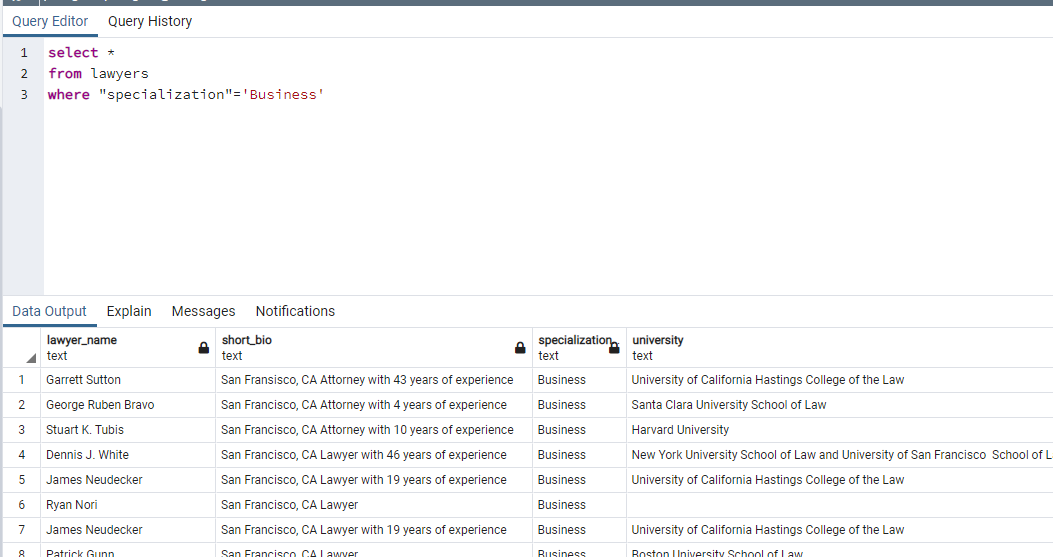 Query Editor Query History
1 select *
2 from lawyers
3 where "specialization"='Business'
Data Output Explain Messages Notifications
lawyer_name short_bio specialization university
text text text text
1 Garrett Sutton San Fransisco, CA Attorney with 43 years of experience Business University of California Hastings College of the Law
2 George Ruben Bravo San Francisco, CA Attorney with 4 years of experience Business Santa Clara University School of Law
3 Stuart K. Tubis San Francisco, CA Attorney with 10 years of experience Business Harvard University
4 Dennis J. White San Francisco, CA Lawyer with 46 years of experience Business New York University School of Law and University of San Francisco School of L
5 James Neudecker San Francisco, CA Lawyer with 19 years of experience Business University of California Hastings College of the Law
6 Ryan Nori San Francisco, CA Lawyer Business
7 James Neudecker San Francisco, CA Lawyer with 19 years of experience Business University of California Hastings College of the Law
8 Patrick Gunn San Francisco, CA Lawyer Business Boston University School of Law